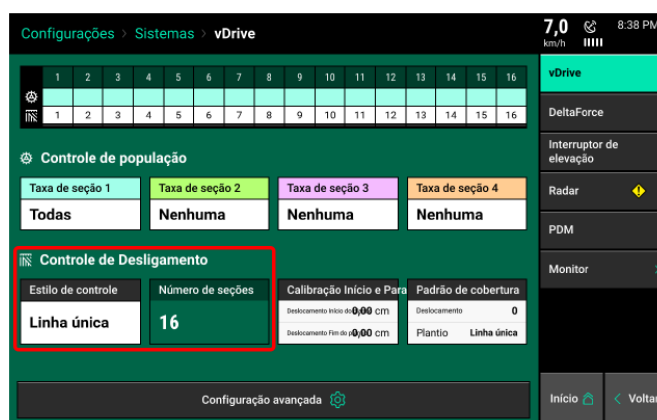 Configurações > Sistemas > vDrive
7,0 km/h
8:38 PM
1 2 3 4 5 6 7 8 9 10 11 12 13 14 15 16
1 2 3 4 5 6 7 8 9 10 11 12 13 14 15 16
Controle de população
Taxa de seção 1
Todas
Taxa de seção 2
Nenhuma
Taxa de seção 3
Nenhuma
Taxa de seção 4
Nenhuma
Controle de Desligamento
Estilo de controle
Linha única
Número de seções
16
Calibração Início e Para
Deslocamento Início do 0,00 cm
Deslocamento Fim do 0,00 cm
Padrão de cobertura
Deslocamento 0
Plantio Linha única
Configuração avançada
vDrive
DeltaForce
Interruptor de
elevação
Radar
PDM
Monitor
Início
< Voltar